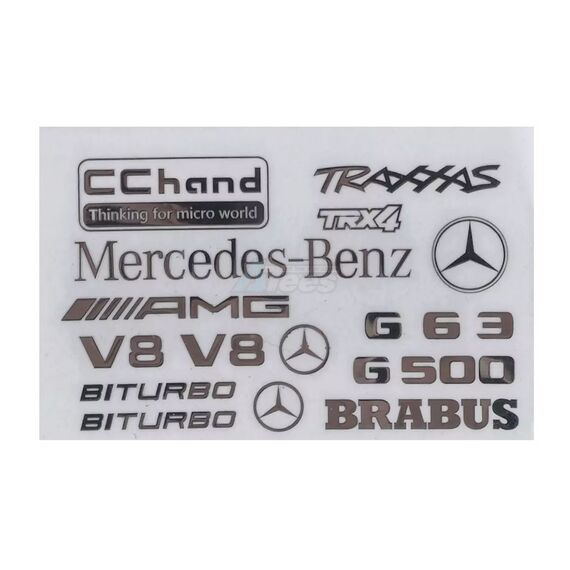 CChand
Thinking for micro world
TRAXXAS
TRX4
Mercedes-Benz
AMG
V8 V8
BITURBO
BITURBO
G 63
G 500
BRABUS